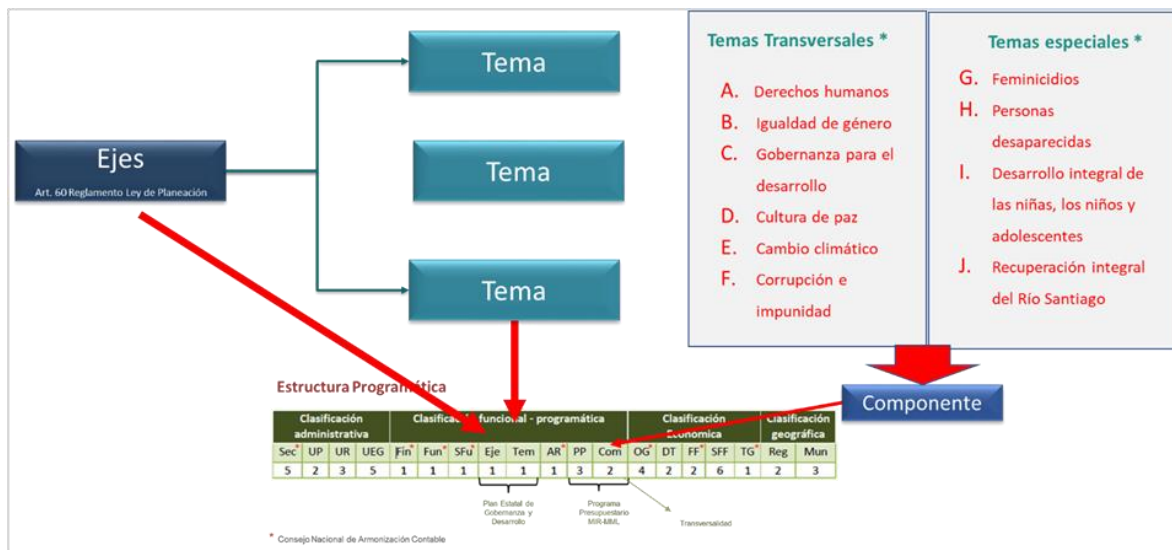 Tema
Tema
Tema
Ejes
Art. 60 Reglamento Ley de Planeación
Temas Transversales *
A. Derechos humanos
B. Igualdad de género
C. Gobernanza para el
desarrollo
D. Cultura de paz
E. Cambio climático
F. Corrupción e
impunidad
Temas especiales *
G. Feminicidios
H. Personas
desaparecidas
I. Desarrollo integral de
las niñas, los niños y
adolescentes
J. Recuperación integral
del Río Santiago
Componente
Estructura Programática
Clasificación administrativa Clasificación funcional - programática Clasificación Económica Clasificación geográfica
Sec* UP UR UEG Fin* Fun* SFu* Eje Tem AR* PP Com OG* DT FF* SFF TG* Reg Mun
5 2 3 5 1 1 1 1 1 1 3 2 4 2 2 6 1 2 3
Plan Estatal de
Gobernanza y
Desarrollo
Programa
Presupuestario
MIR-MML
Transversalidad
* Consejo Nacional de Armonización Contable